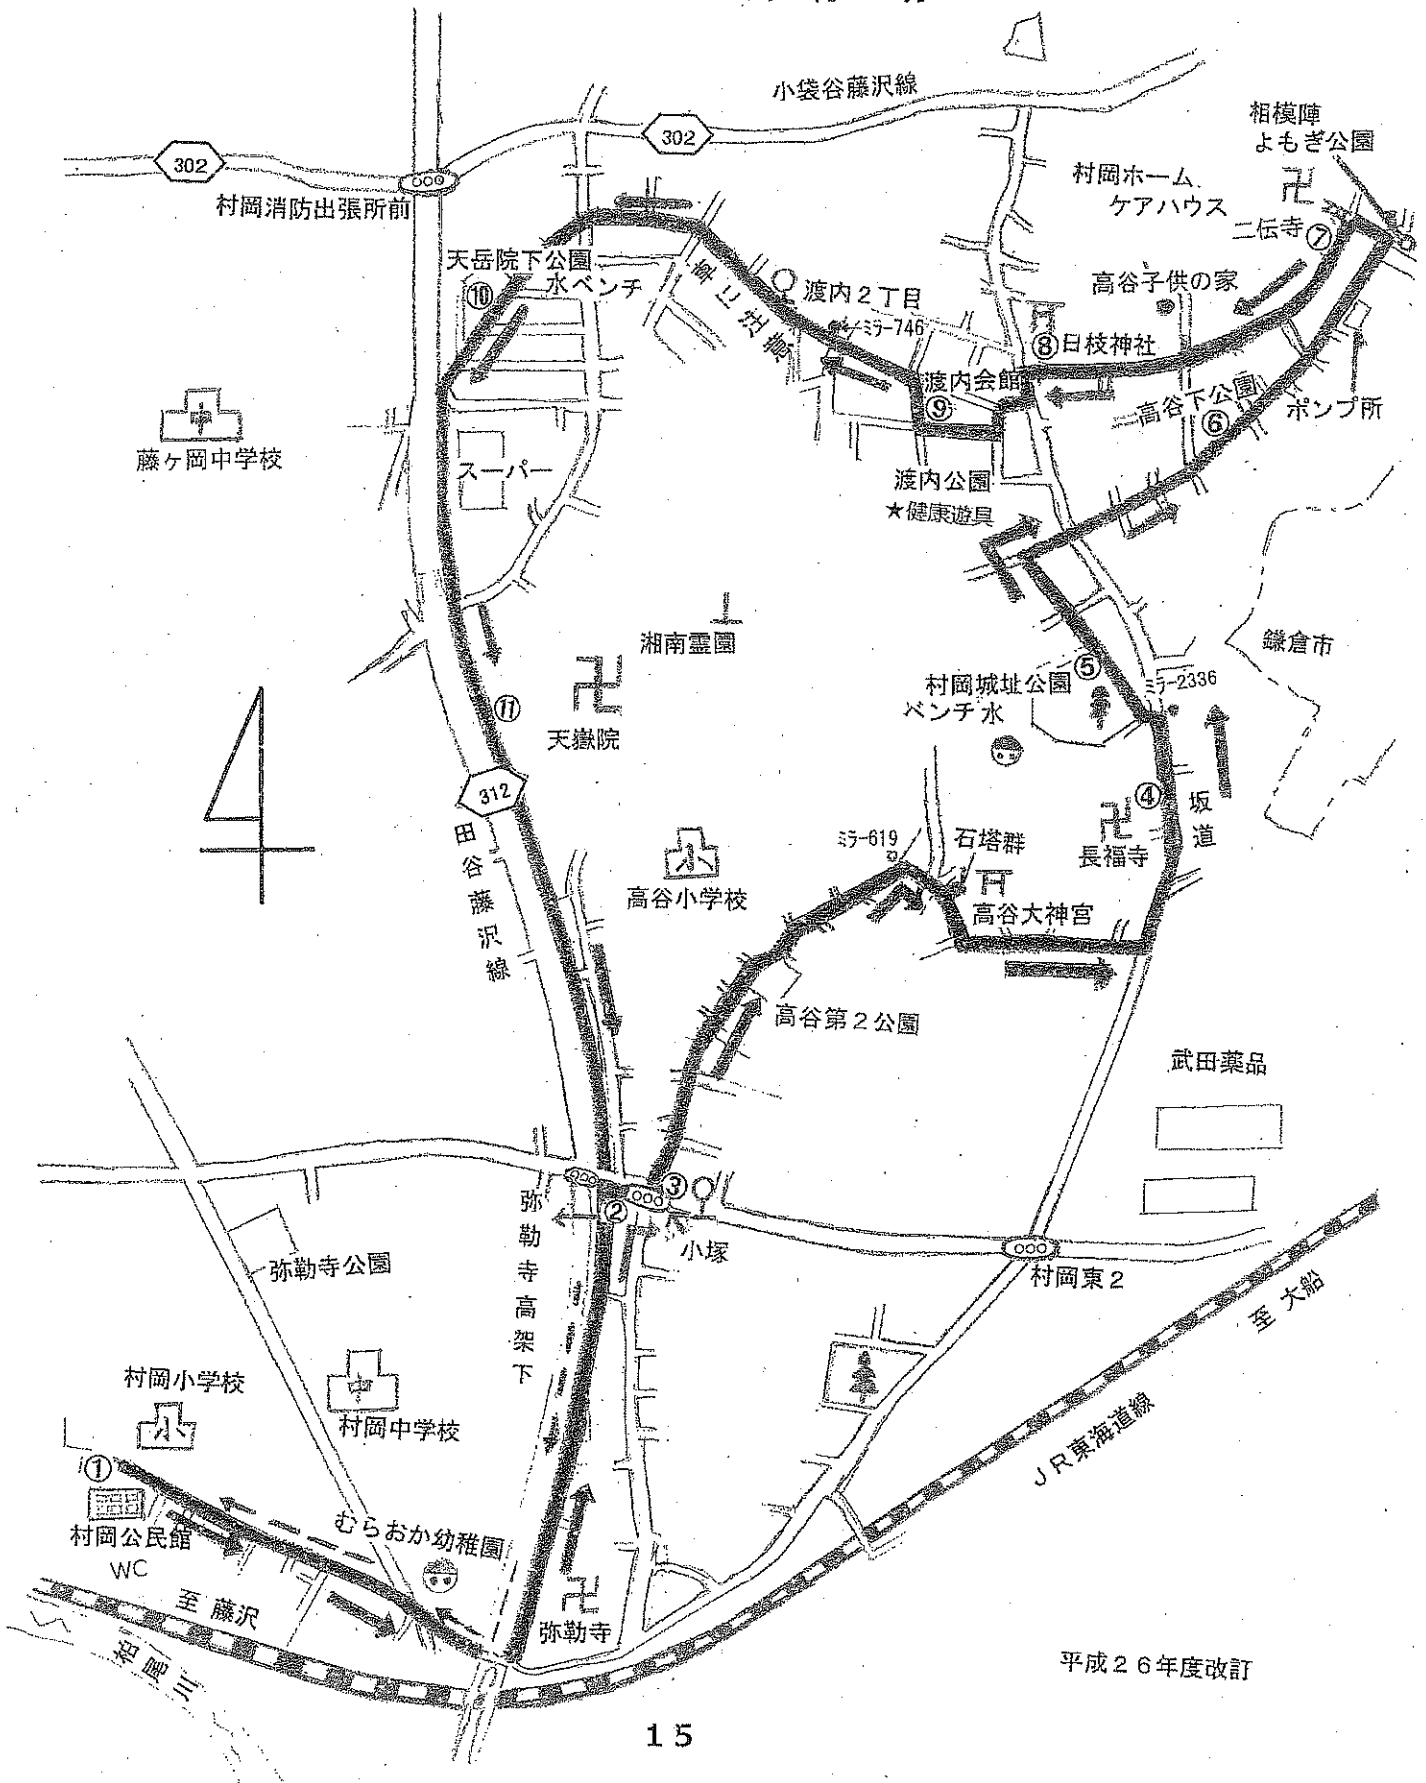 小袋谷藤沢線
相模陣
よもぎ公園
302
302
村岡ホーム
ケアハウス
村岡消防出張所前
二伝寺 ⑦
天岳院下公園
⑩ 水ベンチ
車に注意
渡内2丁目
高谷子供の家
ミラー746
⑧日枝神社
渡内会館
⑨
高谷下公園
⑥
ポンプ所
中
藤ヶ岡中学校
スーパー
渡内公園
★健康遊具
湘南霊園
鎌倉市
村岡城址公園
ベンチ 水
⑤
ミラー2336
⑪
天嶽院
312
田谷藤沢線
④
坂道
長福寺
ミラー619
石塔群
小
高谷小学校
高谷大神宮
高谷第2公園
武田薬品
③
②
小塚
弥勒寺高架下
弥勒寺公園
村岡東2
至 大船
村岡小学校
小
中
村岡中学校
JR東海道線
①
むらおか幼稚園
村岡公民館
WC
至 藤沢
弥勒寺
柏尾川
平成26年度改訂
15